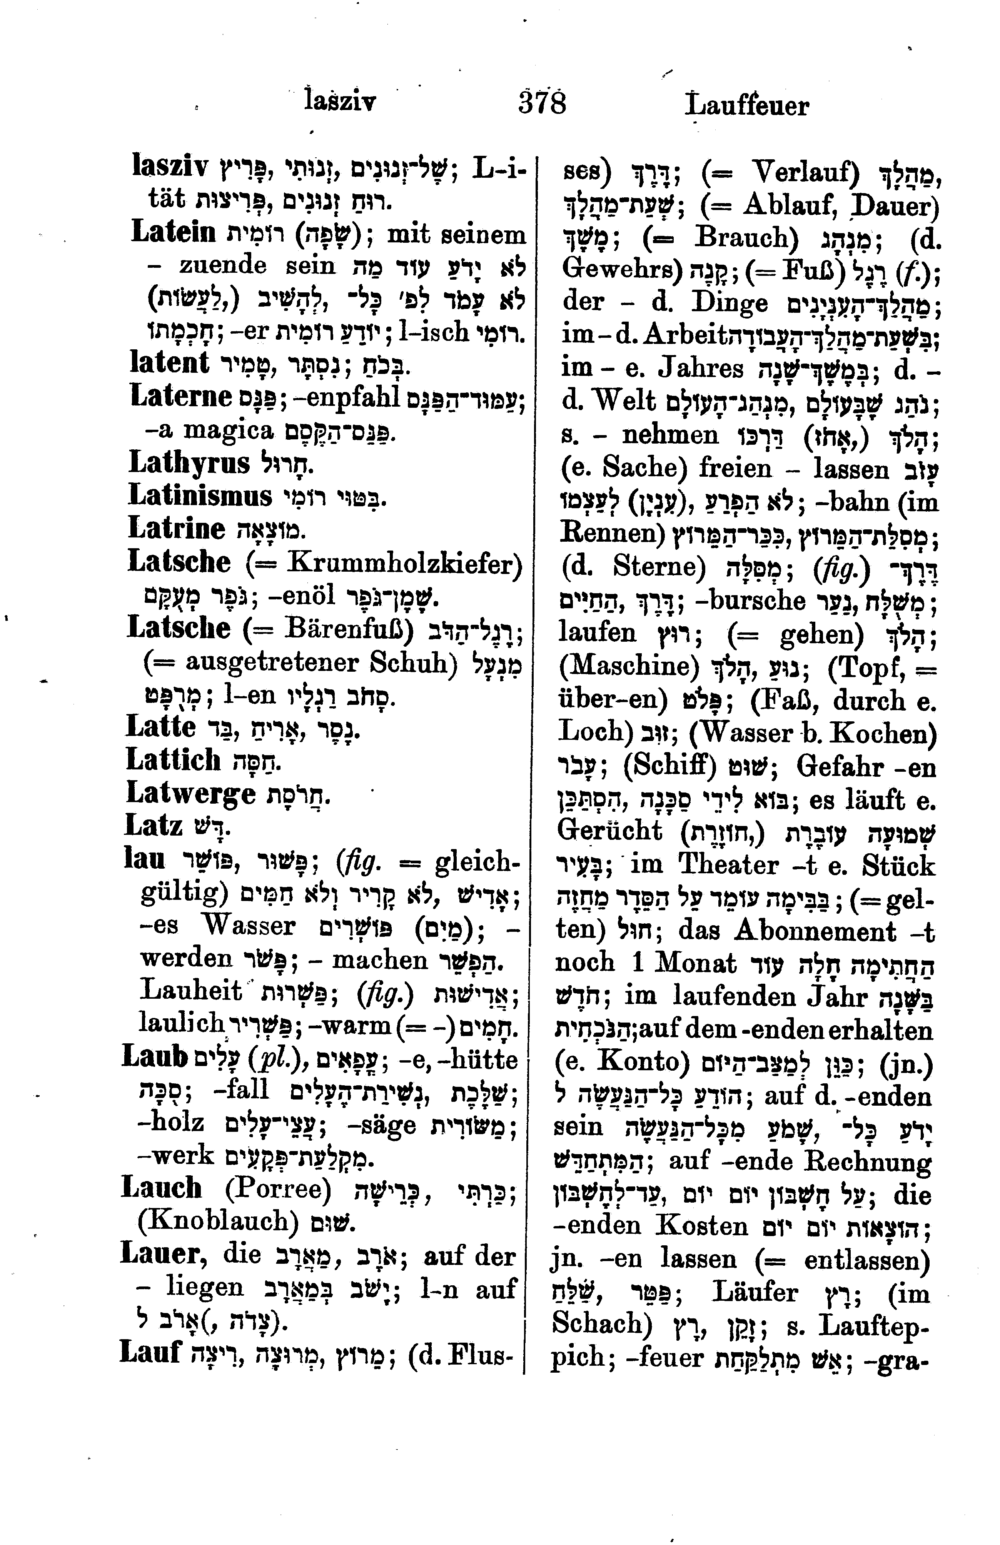 lasziv 378 Lauffeuer
lasziv שֶׁל־זְנוּנִים, זְנוּתִי, פָּרִיץ; L-i-
tät רוּחַ זְנוּנִים, פְּרִיצוּת.
Latein רוֹמִית (שָׂפָה); mit seinem
– zuende sein לֹא יָדַע עוֹד מַה
(לַעֲשׂוֹת,) לְהָשִׁיב, לֹא עָמַד לְפ' כָּל־
חָכְמָתוֹ; -er יוֹדֵעַ רוֹמִית; l-isch רוֹמִי.
latent בְּכֹחַ; נִסְתָּר, טָמִיר.
Laterne פַּנָּס; -enpfahl עַמּוּד־הַפַּנָּס;
-a magica פַּנַּס־הַקֶּסֶם.
Lathyrus חָרוּל.
Latinismus בִּטּוּי רוֹמִי.
Latrine מוֹצָאָה.
Latsche (= Krummholzkiefer)
גֹּפֶר מְעֻקָּם; -enöl שֶׁמֶן־גֹּפֶר.
Latsche (= Bärenfuß) רֶגֶל־הַדֹּב;
(= ausgetretener Schuh) מִנְעָל
מְרֻפָּט; l-en סָחֹב רַגְלָיו.
Latte נֶסֶר, אָרִיחַ, בַּד.
Lattich חַסָּה.
Latwerge חֲרֹסֶת.
Latz דַּשׁ.
lau פּוֹשֵׁר, פָּשׁוּר; (fig. = gleich-
gültig) אָדִישׁ, לֹא קָרִיר וְלֹא חַמִּים;
-es Wasser פּוֹשְׁרִים (מַיִם); –
werden פָּשֹׁר; – machen הַפְשֵׁר.
Lauheit פַּשְׁרוּת; (fig.) אֲדִישׁוּת;
laulich פַּשְׁרִירִי; -warm (= -) חַמִּים.
Laub עָלִים (pl.), עֳפָאִים; -e, -hütte
סֻכָּה; -fall שַׁלֶּכֶת, נְשִׁירַת־הֶעָלִים;
-holz עֲצֵי־עָלִים; -säge מַשּׂוֹרִית;
-werk מִקְלַעַת־פְּקָעִים.
Lauch (Porree) כַּרְתִּי, כְּרֵישָׁה;
(Knoblauch) שׁוּם.
Lauer, die מַאֲרָב, אֹרֶב; auf der
– liegen יָשֹׁב בְּמַאֲרָב; l-n auf
(צָדֹה,) אָרֹב לְ.
Lauf מֵרוֹץ, מְרוּצָה, רִיצָה; (d. Flus-
ses) דֶּרֶךְ; (= Verlauf) מַהֲלָךְ,
שְׁעַת־מַהֲלָךְ; (= Ablauf, Dauer)
מֶשֶׁךְ; (= Brauch) מִנְהָג; (d.
Gewehrs) קָנֶה; (= Fuß) רֶגֶל (f.);
der – d. Dinge מַהֲלַךְ־הָעִנְיָנִים;
im – d. Arbeit בִּשְׁעַת־מַהֲלַךְ־הָעֲבוֹדָה;
im – e. Jahres בְּמֶשֶׁךְ־שָׁנָה; d. –
d. Welt נֹהַג שֶׁבָּעוֹלָם, מִנְהַג־הָעוֹלָם;
s. – nehmen הָלֹךְ (אָחֹז,) דַּרְכּוֹ;
(e. Sache) freien – lassen עָזֹב
לֹא הִפְרַע, (עִנְיָן) לְעַצְמוֹ; -bahn (im
Rennen) מְסִלַּת־הַמֵּרוֹץ, כִּכַּר־הַמֵּרוֹץ;
(d. Sterne) מְסִלָּה; (fig.) דֶּרֶךְ־
הַחַיִּים, דֶּרֶךְ; -bursche מְשֻׁלָּח, נַעַר;
laufen רוּץ; (= gehen) הָלֹךְ;
(Maschine) נוּעַ, הָלֹךְ; (Topf, =
über-en) פָּלֹט; (Faß, durch e.
Loch) זוּב; (Wasser b. Kochen)
עָבֹר; (Schiff) שׁוּט; Gefahr -en
בּוֹא לִידֵי סַכָּנָה, הִסְתַּכֵּן; es läuft e.
Gerücht שְׁמוּעָה עוֹבֶרֶת (חוֹזֶרֶת,)
בָּעִיר; im Theater -t e. Stück
בַּבִּימָה עוֹמֵד עַל הַסֵּדֶר מַחֲזֶה; (= gel-
ten) חוּל; das Abonnement -t
noch 1 Monat הַחֲתִימָה חָלָה עוֹד
חֹדֶשׁ; im laufenden Jahr בַּשָּׁנָה
הַנּוֹכְחִית; auf dem -enden erhalten
(e. Konto) כַּוֵּן לְמַצַּב־הַיּוֹם; (jn.)
הוֹדַע כָּל־הַנַּעֲשֶׂה לְ; auf d. -enden
sein יָדֹעַ כָּל־, שָׁמֹעַ מִכָּל־הַנַּעֲשָׂה
הַמִּתְחַדֵּשׁ; auf -ende Rechnung
עַל חֶשְׁבּוֹן יוֹם יוֹם, עַד־לְחֶשְׁבּוֹן; die
-enden Kosten הוֹצָאוֹת יוֹם יוֹם;
jn. -en lassen (= entlassen)
פַּטֵּר, שַׁלַּח; Läufer רָץ; (im
Schach) רָץ, זָקֵן; s. Lauftep-
pich; -feuer אֵשׁ מִתְלַקַּחַת; -gra-